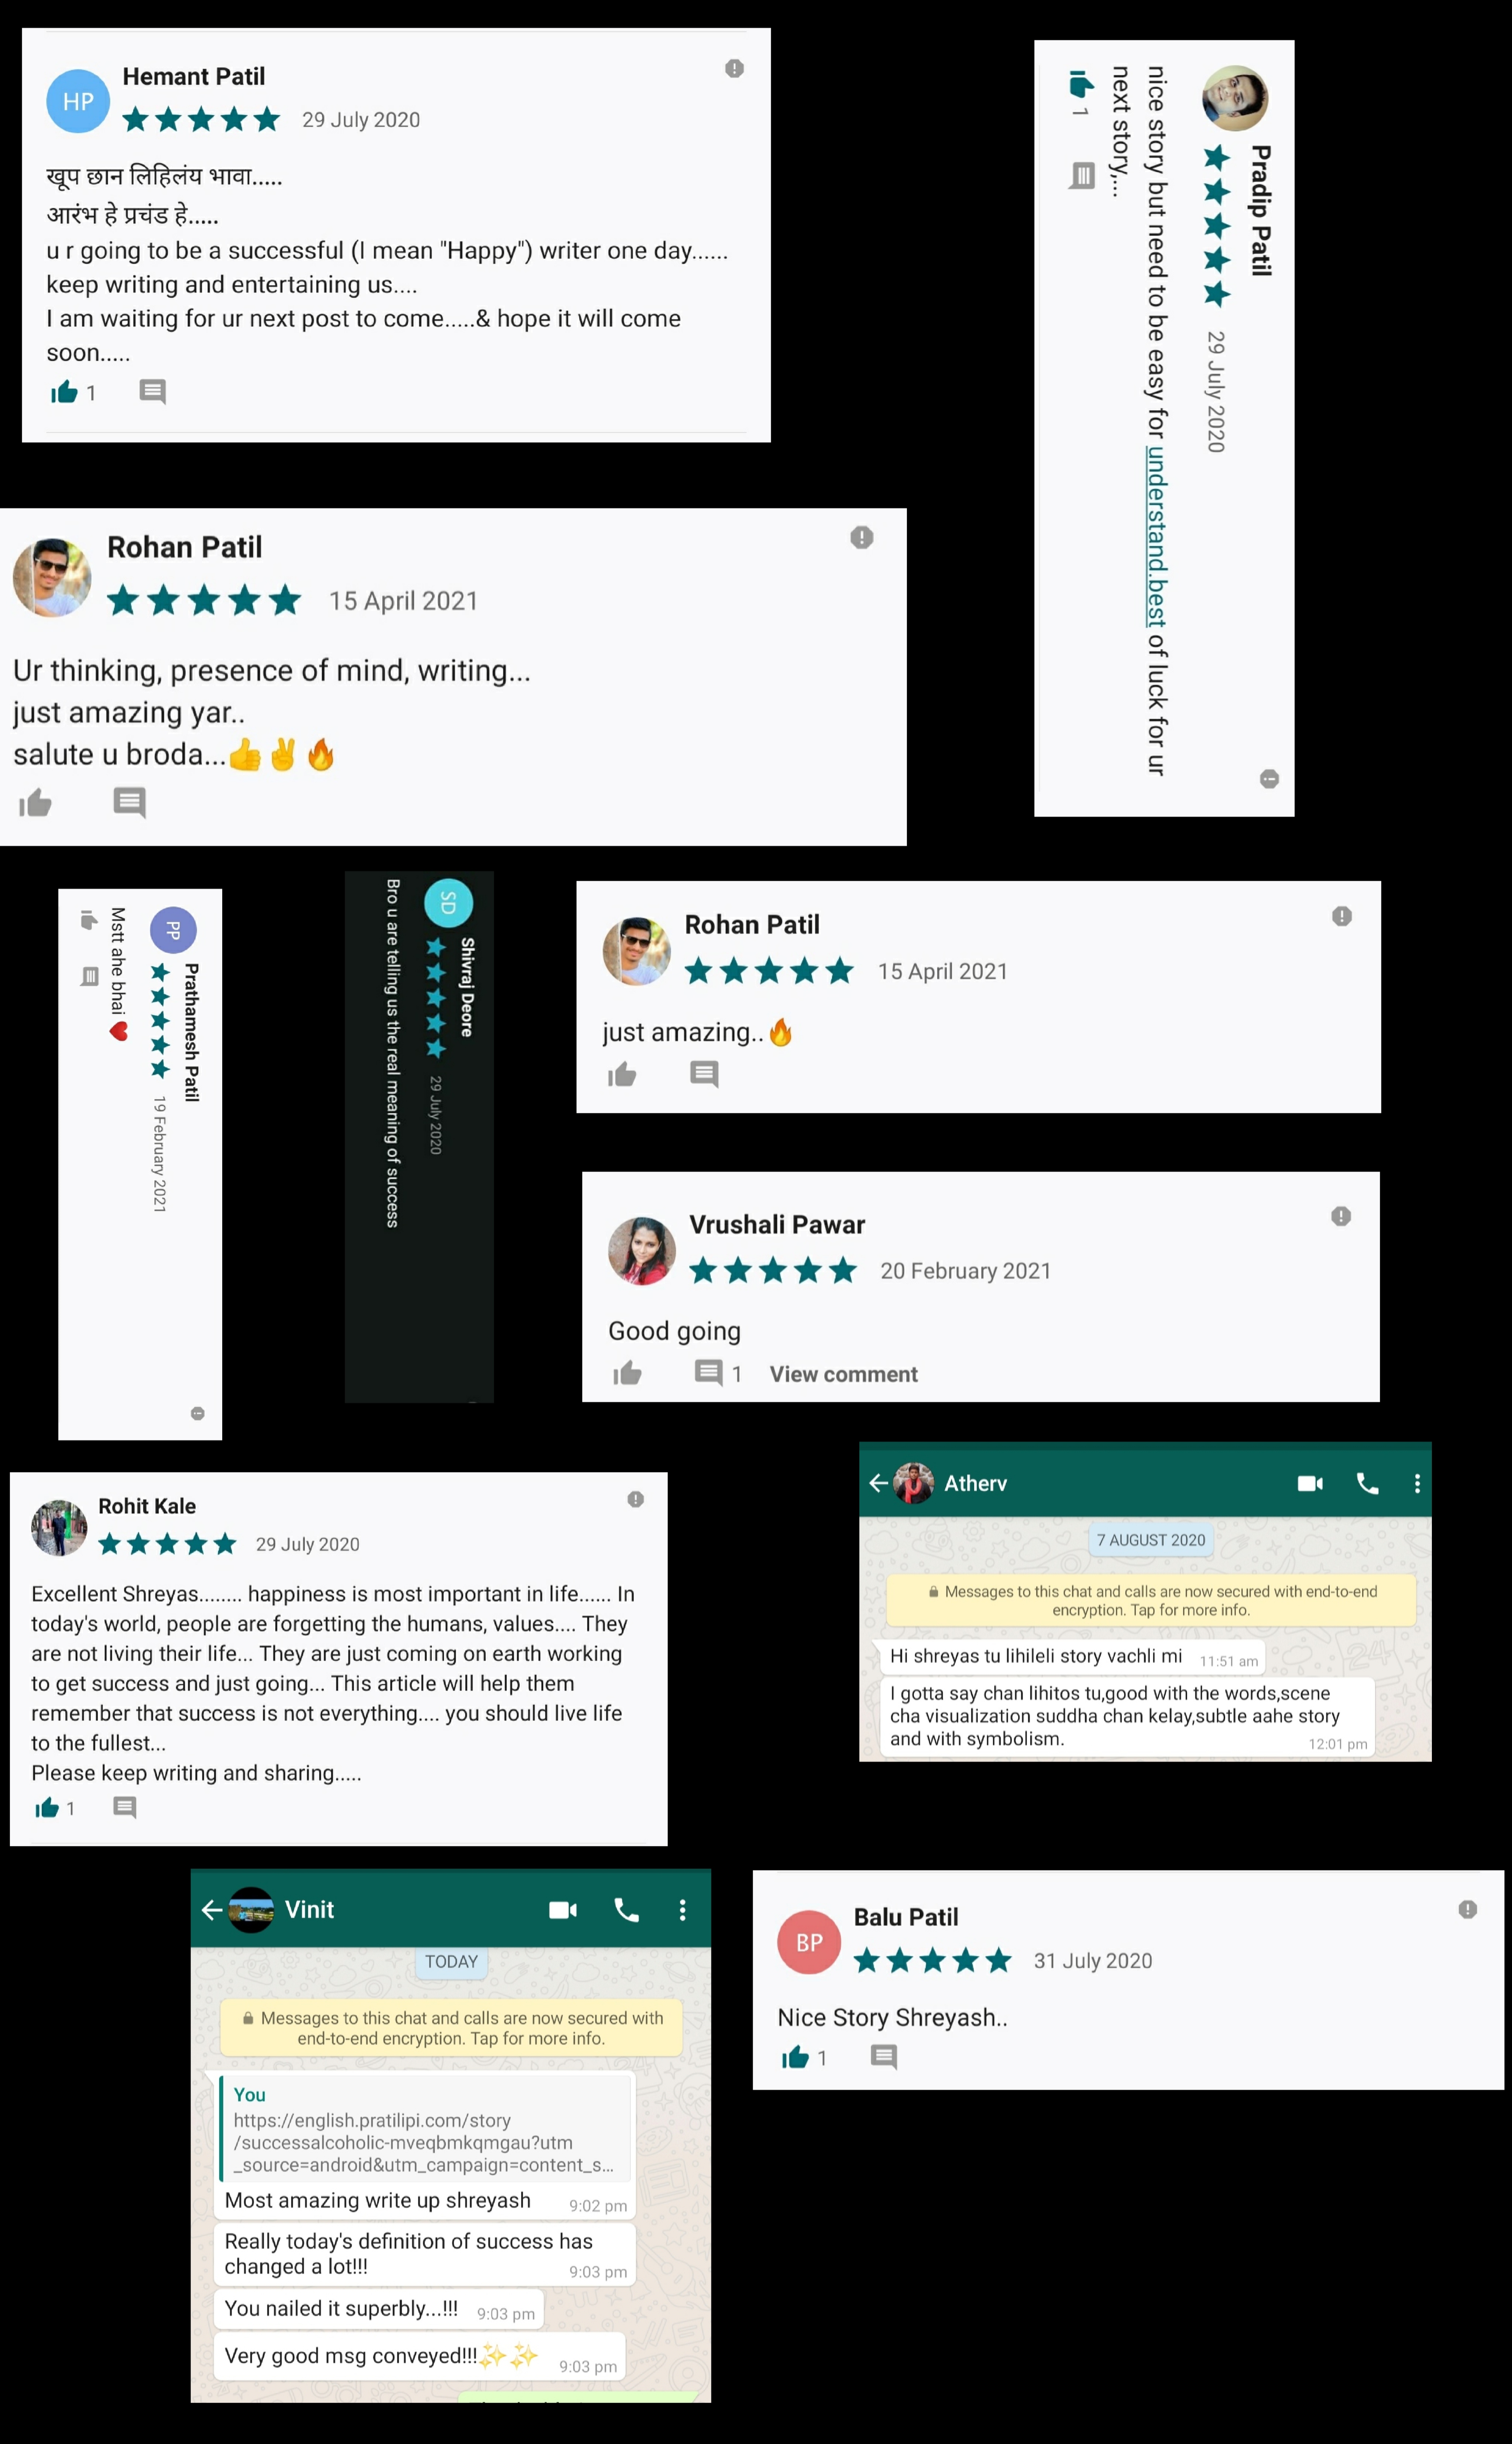 HP
Hemant Patil
29 July 2020
खूप छान लिहिलंय भावा.....
आरंभ हे प्रचंड हे.....
u r going to be a successful (I mean "Happy") writer one day......
keep writing and entertaining us....
I am waiting for ur next post to come.....& hope it will come
soon.....
1
Pradip Patil
29 July 2020
nice story but need to be easy for understand.best of luck for ur
next story,...
1
Rohan Patil
15 April 2021
Ur thinking, presence of mind, writing...
just amazing yar..
salute u broda...👍✌️🔥
PP
Prathamesh Patil
19 February 2021
Mstt ahe bhai ❤️
SD
Shivraj Deore
29 July 2020
Bro u are telling us the real meaning of success
Rohan Patil
15 April 2021
just amazing..🔥
Vrushali Pawar
20 February 2021
Good going
1 View comment
Rohit Kale
29 July 2020
Excellent Shreyas........ happiness is most important in life...... In
today's world, people are forgetting the humans, values.... They
are not living their life... They are just coming on earth working
to get success and just going... This article will help them
remember that success is not everything.... you should live life
to the fullest...
Please keep writing and sharing.....
1
Atherv
7 AUGUST 2020
Messages to this chat and calls are now secured with end-to-end
encryption. Tap for more info.
Hi shreyas tu lihileli story vachli mi 11:51 am
I gotta say chan lihitos tu,good with the words,scene
cha visualization suddha chan kelay,subtle aahe story
and with symbolism. 12:01 pm
Vinit
TODAY
Messages to this chat and calls are now secured with
end-to-end encryption. Tap for more info.
You
https://english.pratilipi.com/story
/successalcoholic-mveqbmkqmgau?utm
_source=android&utm_campaign=content_s...
Most amazing write up shreyash 9:02 pm
Really today's definition of success has
changed a lot!!! 9:03 pm
You nailed it superbly...!!! 9:03 pm
Very good msg conveyed!!!✨✨ 9:03 pm
BP
Balu Patil
31 July 2020
Nice Story Shreyash..
1